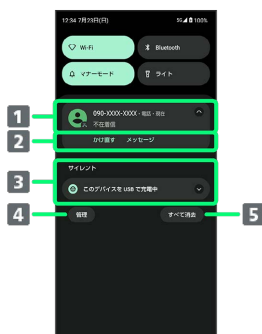 12:34 7月23日(日) 5G 100%
Wi-Fi Bluetooth
マナーモード ライト
1 090-XXXX-XXXX・電話・現在
不在着信
2 かけ直す メッセージ
サイレント
3 このデバイスを USB で充電中
4 管理 すべて消去 5